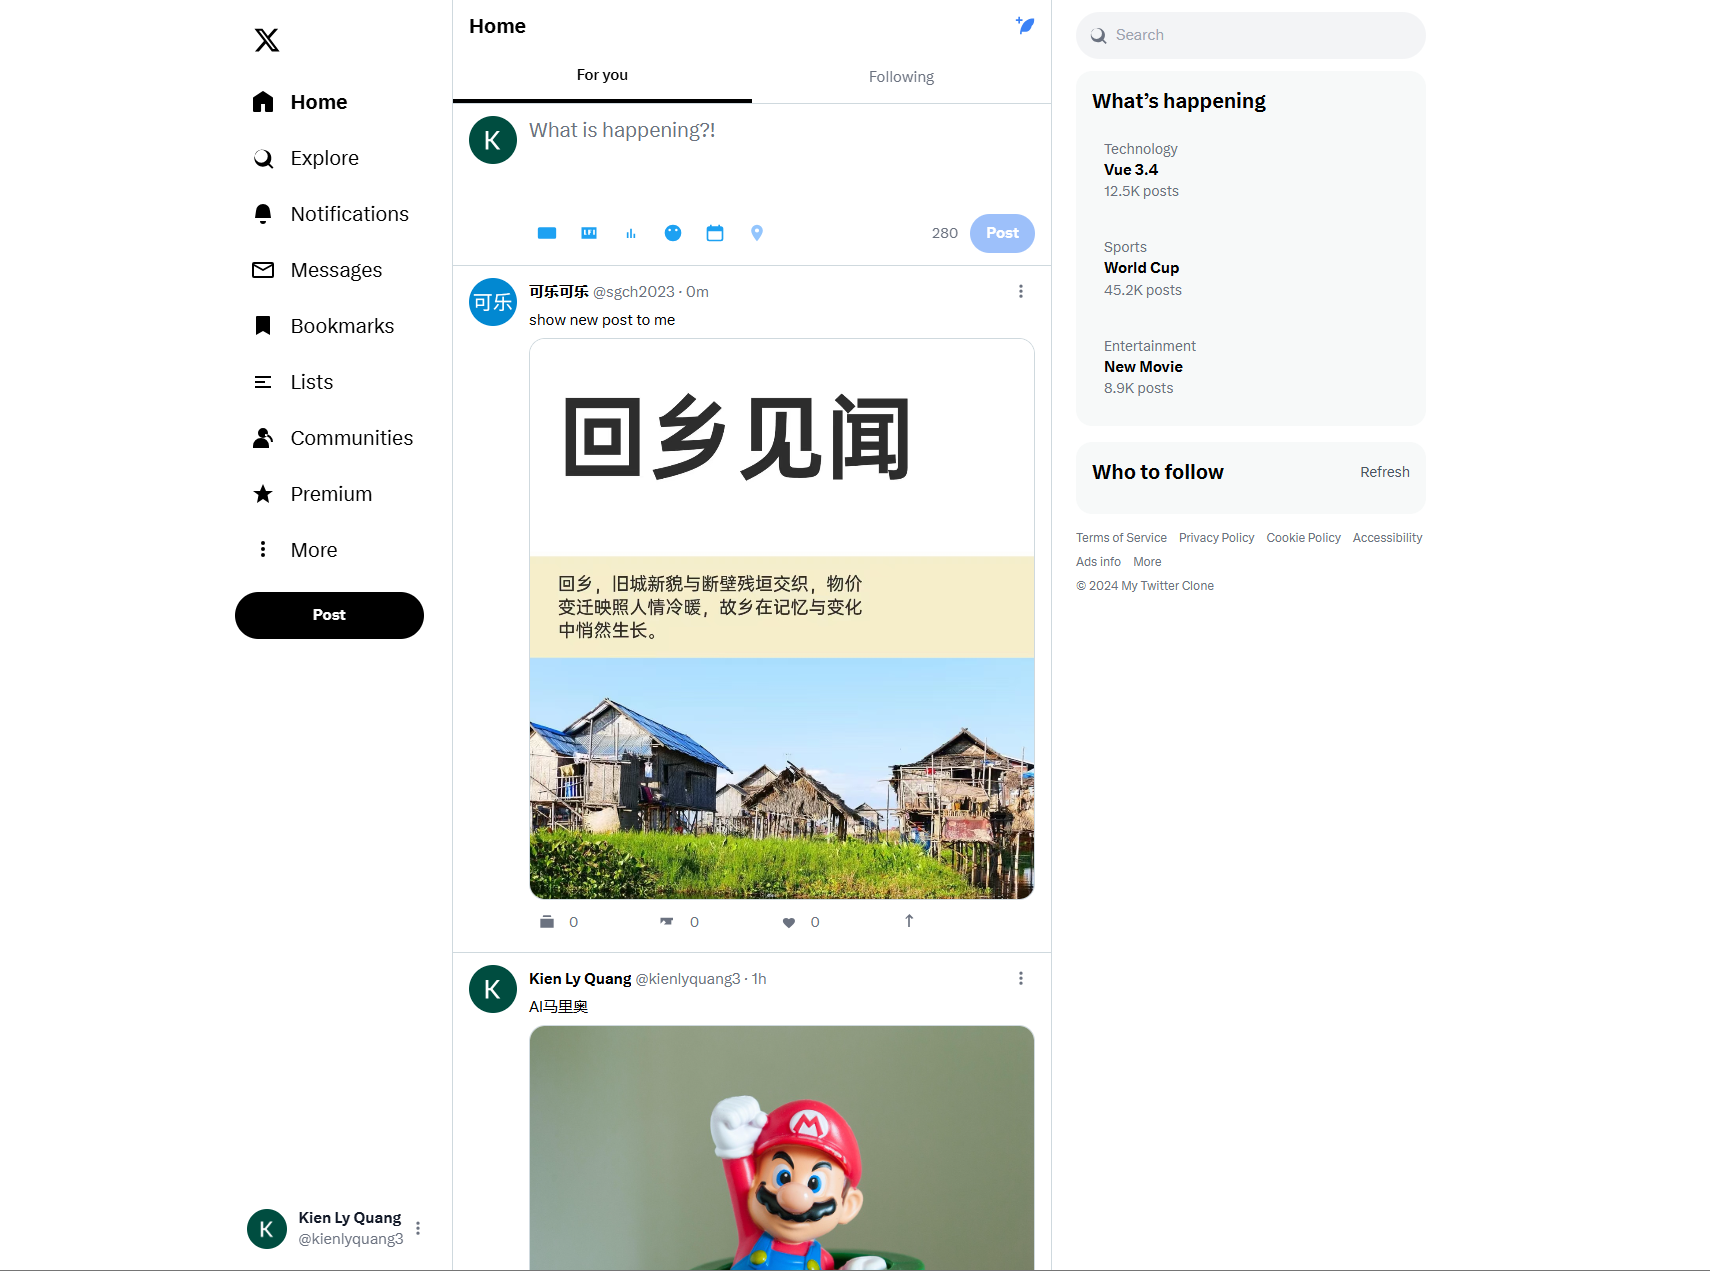 Home
Explore
Notifications
Messages
Bookmarks
Lists
Communities
Premium
More
Post
K
Kien Ly Quang
@kienlyquang3
Home
For you
Following
K
What is happening?!
280
Post
可乐
可乐可乐 @sgch2023 · 0m
show new post to me
回乡见闻
回乡，旧城新貌与断壁残垣交织，物价
变迁映照人情冷暖，故乡在记忆与变化
中悄然生长。
0 0 0
K
Kien Ly Quang @kienlyquang3 · 1h
AI马里奥
M
Search
What’s happening
Technology
Vue 3.4
12.5K posts
Sports
World Cup
45.2K posts
Entertainment
New Movie
8.9K posts
Who to follow
Refresh
Terms of Service Privacy Policy Cookie Policy Accessibility
Ads info More
© 2024 My Twitter Clone